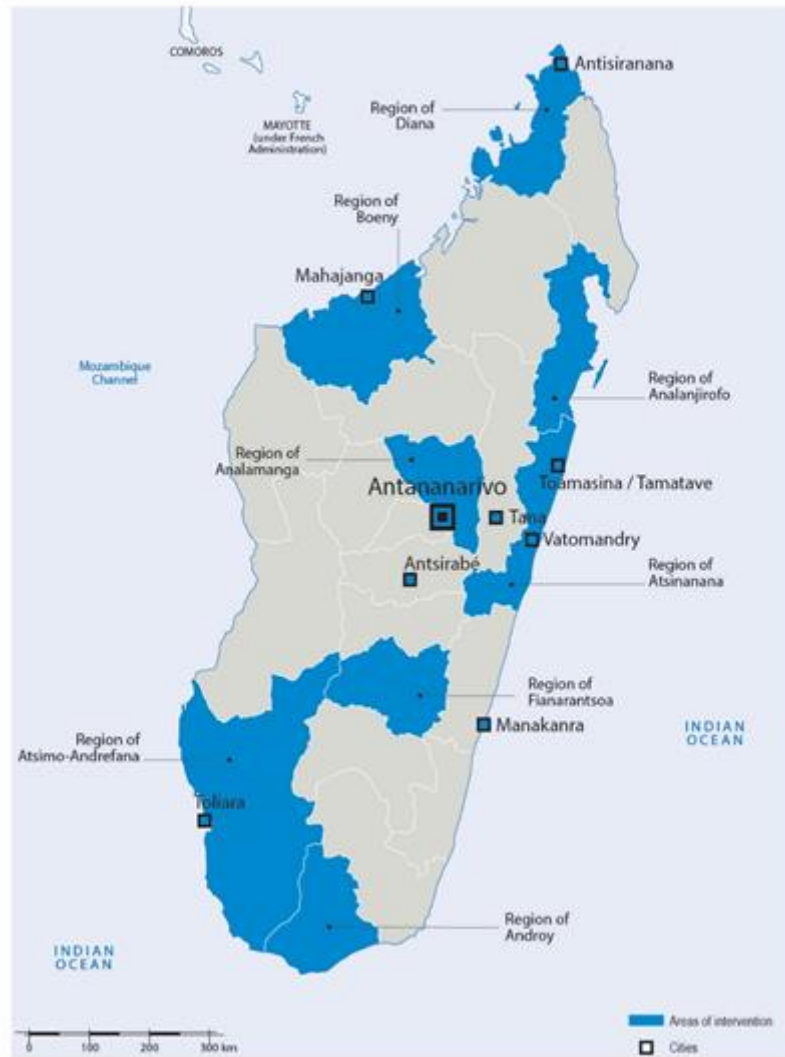 COMOROS
Antisiranana
Region of
Diana
MAYOTTE
(under French
Administration)
Region of
Boeny
Mahajanga
Mozambique
Channel
Region of
Analanjirofo
Region of
Analamanga
Toamasina / Tamatave
Antananarivo
Tana
Vatomandry
Antsirabé
Region of
Atsinanana
Region of
Fianarantsoa
Manakanra
INDIAN
OCEAN
Region of
Atsimo-Andrefana
Toliara
Region of
Androy
INDIAN
OCEAN
Areas of intervention
0 100 200 300 km
Cities